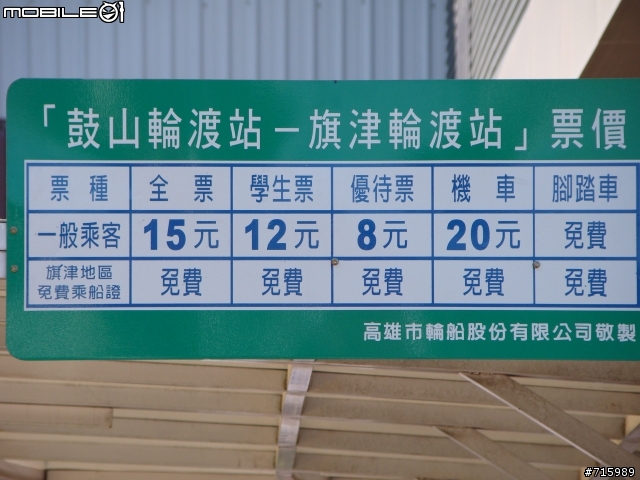 mobile01
「鼓山輪渡站－旗津輪渡站」票價
票種 全票 學生票 優待票 機車 腳踏車
一般乘客 15元 12元 8元 20元 免費
旗津地區
免費乘船證 免費 免費 免費 免費 免費
高雄市輪船股份有限公司敬製
#715989